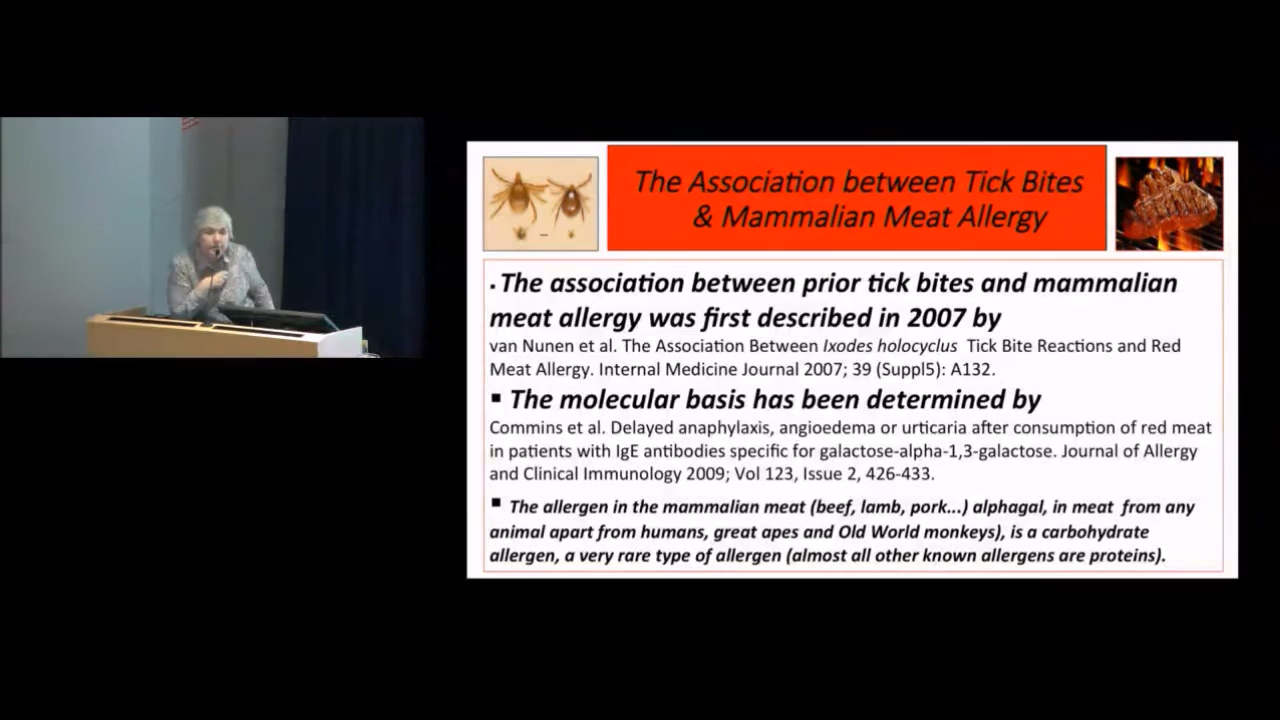 The Association between Tick Bites
& Mammalian Meat Allergy
▪ The association between prior tick bites and mammalian
meat allergy was first described in 2007 by
van Nunen et al. The Association Between Ixodes holocyclus Tick Bite Reactions and Red
Meat Allergy. Internal Medicine Journal 2007; 39 (Suppl5): A132.
▪ The molecular basis has been determined by
Commins et al. Delayed anaphylaxis, angioedema or urticaria after consumption of red meat
in patients with IgE antibodies specific for galactose-alpha-1,3-galactose. Journal of Allergy
and Clinical Immunology 2009; Vol 123, Issue 2, 426-433.
▪ The allergen in the mammalian meat (beef, lamb, pork...) alphagal, in meat from any
animal apart from humans, great apes and Old World monkeys), is a carbohydrate
allergen, a very rare type of allergen (almost all other known allergens are proteins).